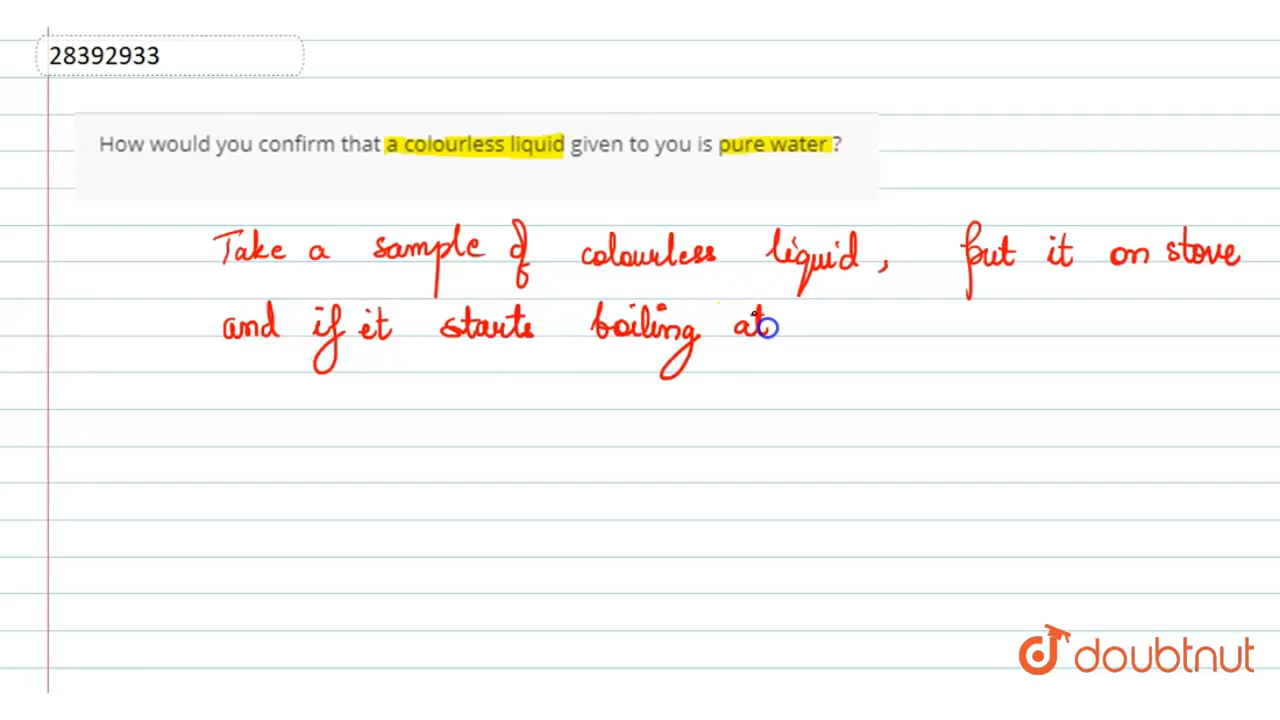 28392933
How would you confirm that a colourless liquid given to you is pure water ?
Take a sample of colourless liquid, put it on stove
and if it starts boiling at
doubtnut